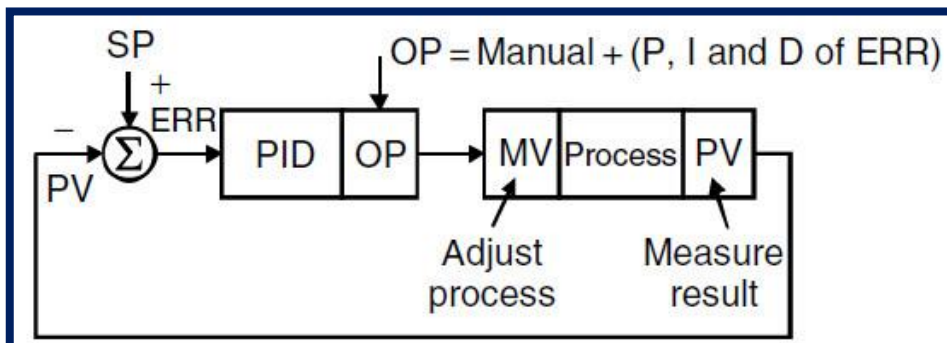 SP
OP = Manual + (P, I and D of ERR)
+
−
ERR
Σ
PV
PID
OP
MV
Process
PV
Adjust
process
Measure
result